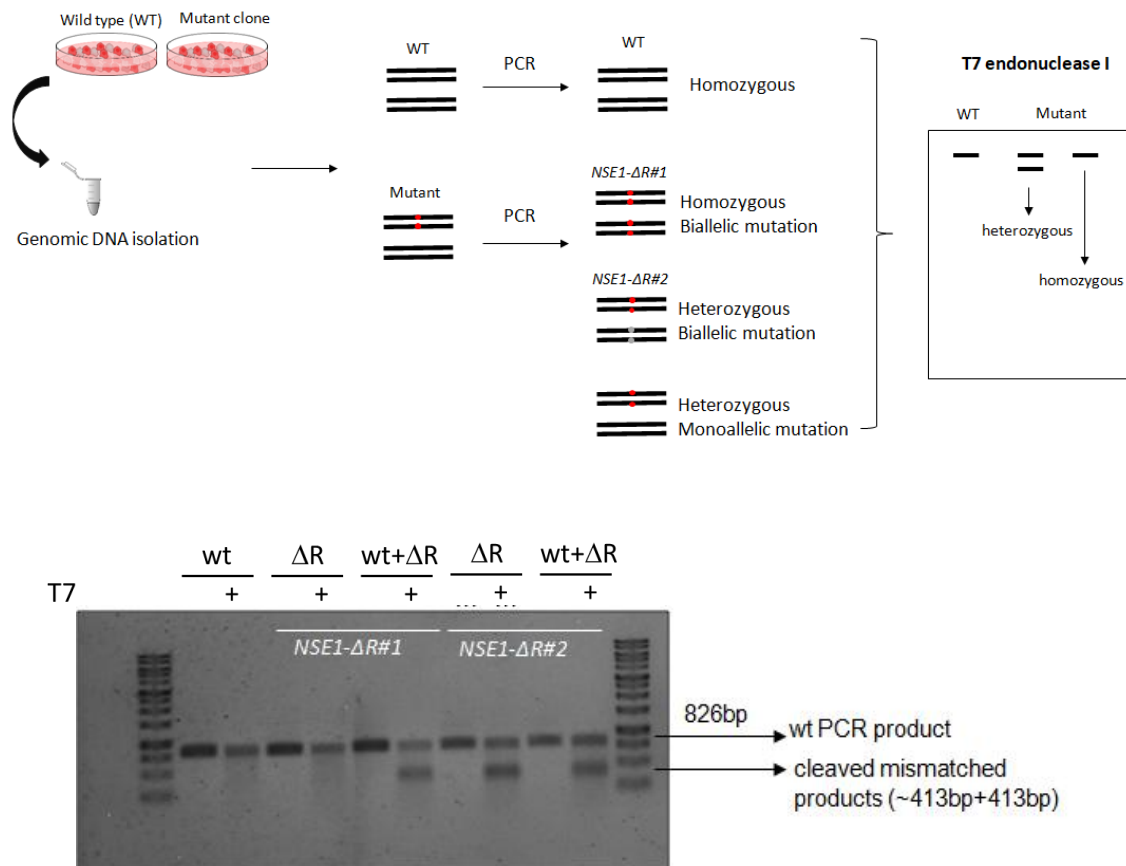 Wild type (WT)
Mutant clone
Genomic DNA isolation
WT
PCR
WT
Homozygous
Mutant
PCR
NSE1-ΔR#1
Homozygous
Biallelic mutation
NSE1-ΔR#2
Heterozygous
Biallelic mutation
Heterozygous
Monoallelic mutation
T7 endonuclease I
WT
Mutant
heterozygous
homozygous
wt ΔR wt+ΔR ΔR wt+ΔR
T7 + + + + +
NSE1-ΔR#1 NSE1-ΔR#2
826bp
wt PCR product
cleaved mismatched
products (~413bp+413bp)